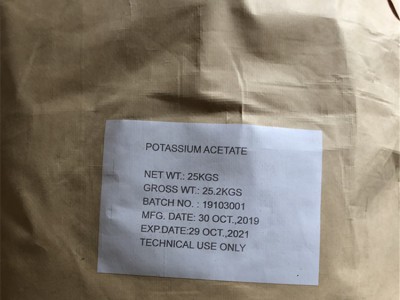 POTASSIUM ACETATE
NET WT.: 25KGS
GROSS WT.: 25.2KGS
BATCH NO. : 19103001
MFG. DATE: 30 OCT.,2019
EXP.DATE:29 OCT.,2021
TECHNICAL USE ONLY